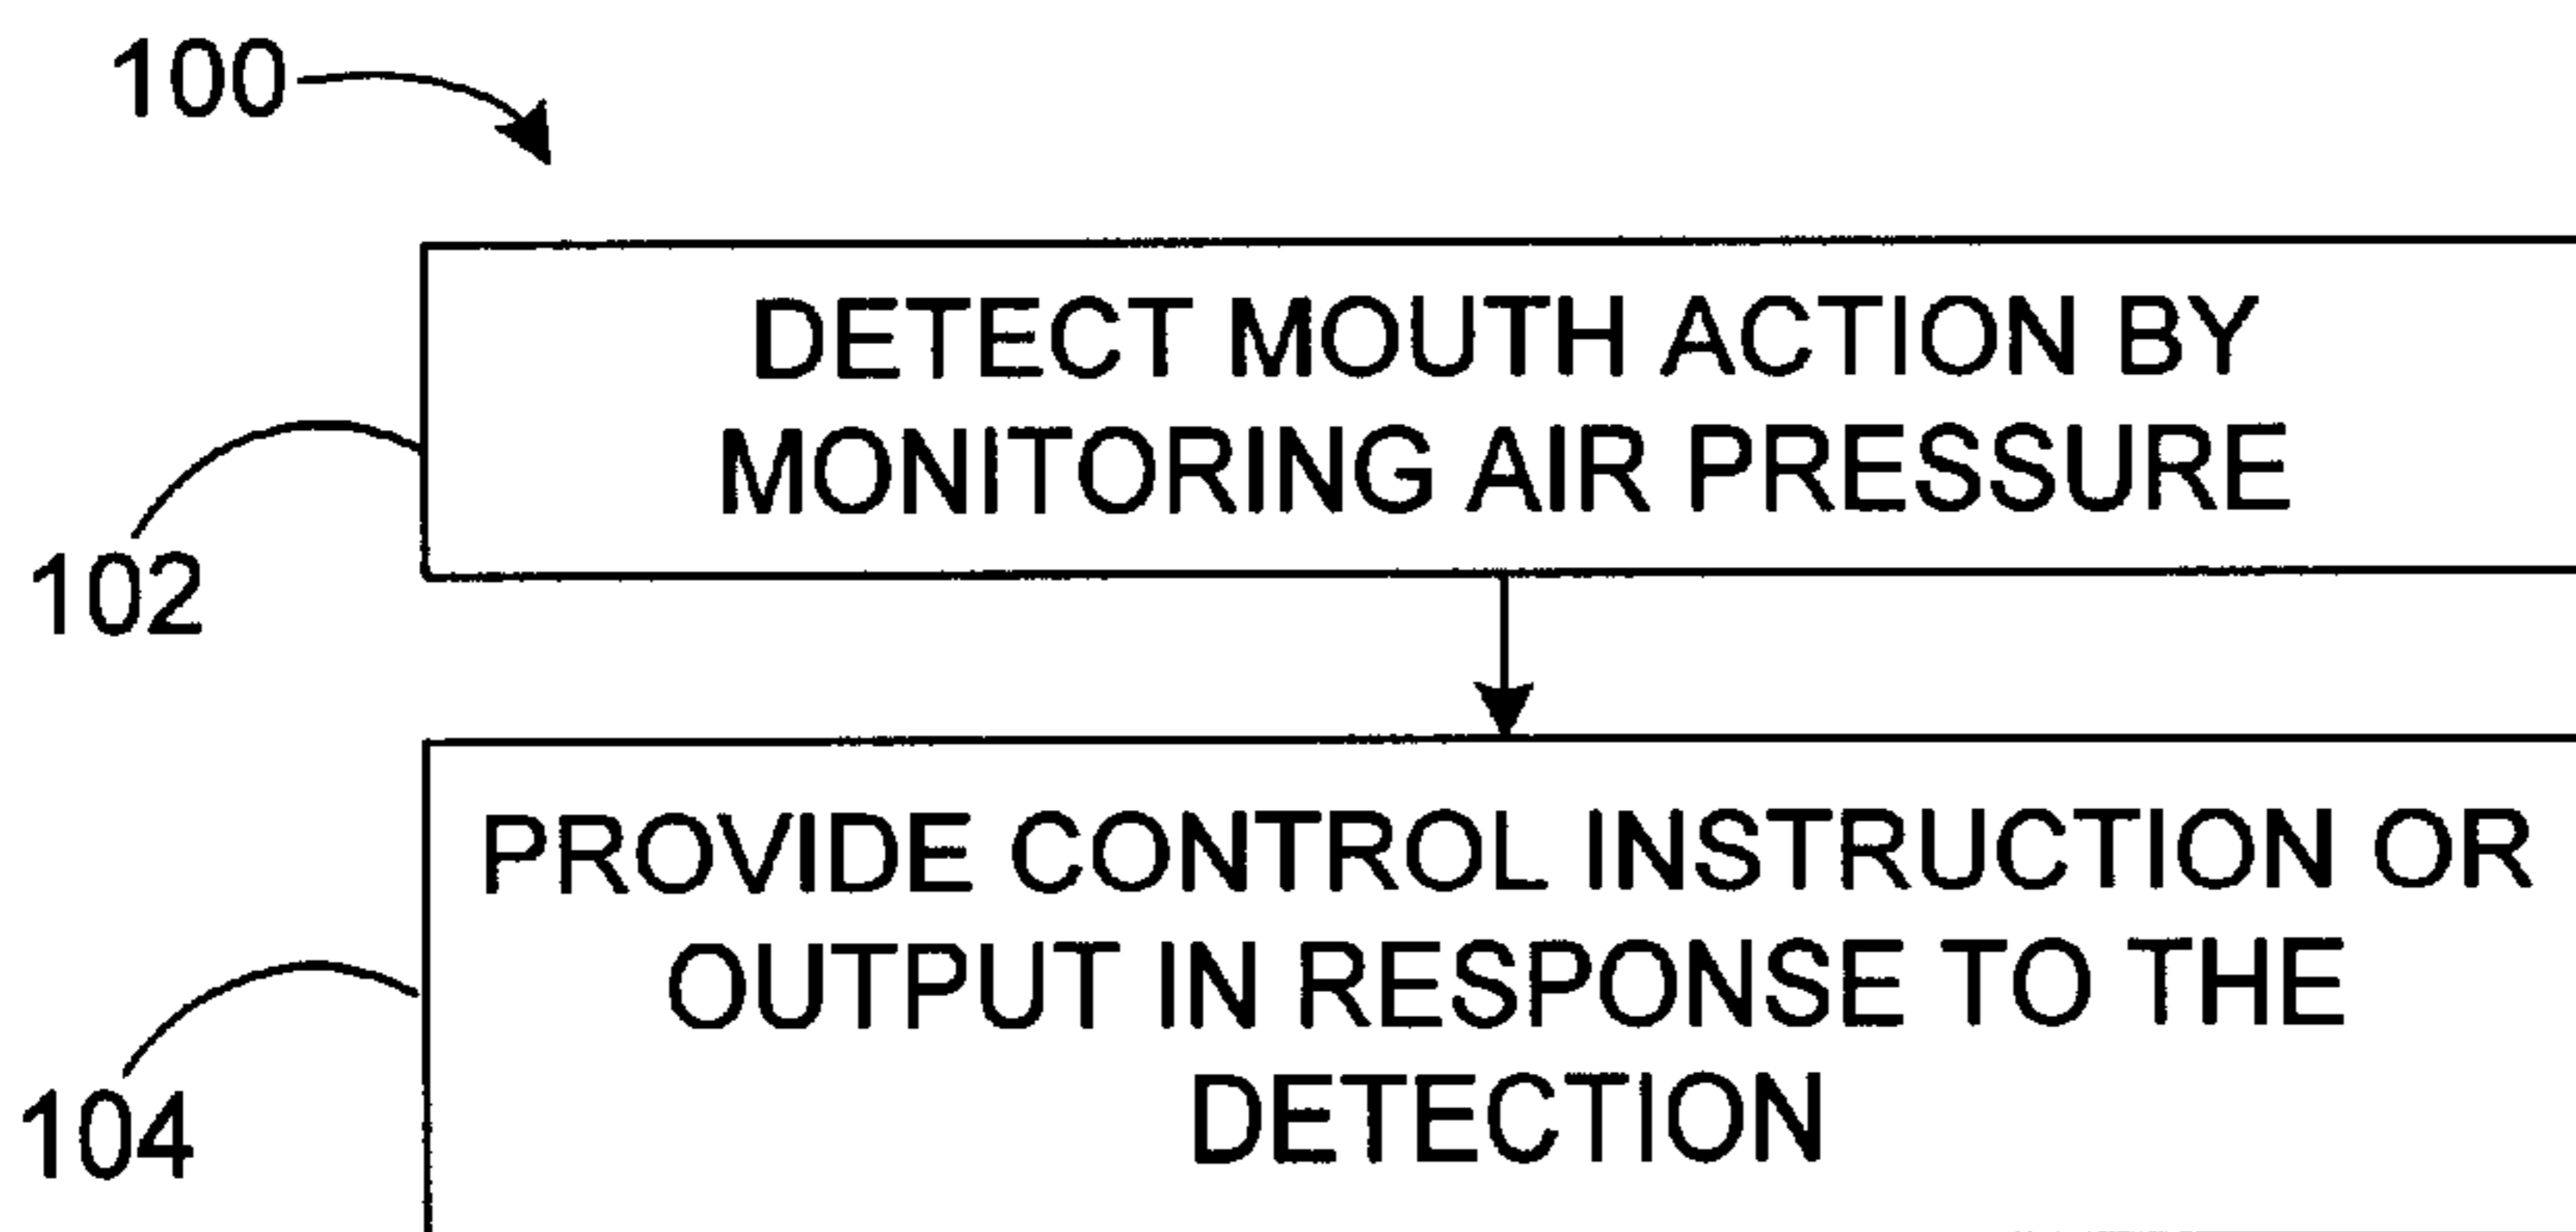 100
DETECT MOUTH ACTION BY
MONITORING AIR PRESSURE
102
PROVIDE CONTROL INSTRUCTION OR
OUTPUT IN RESPONSE TO THE
DETECTION
104